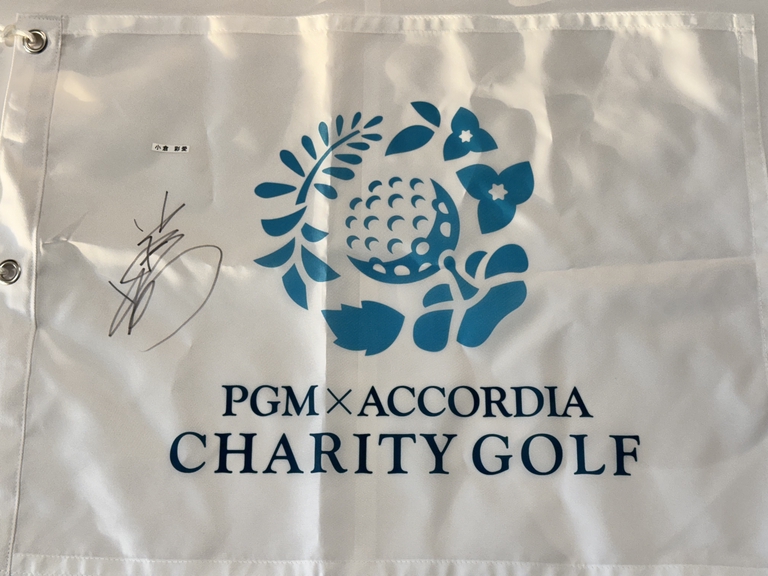 小倉 彩愛
PGM×ACCORDIA
CHARITY GOLF